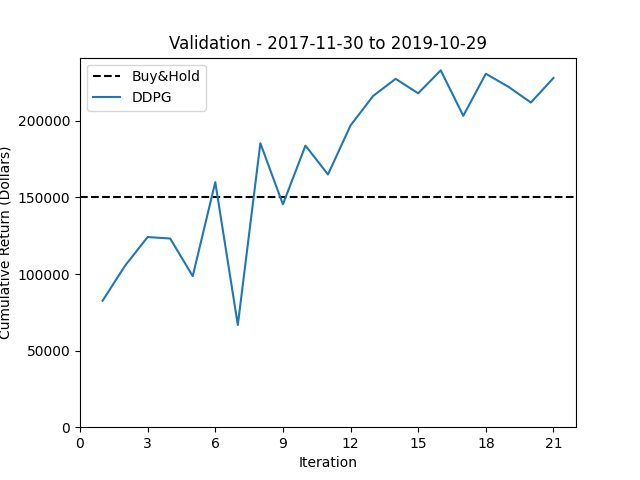 Validation - 2017-11-30 to 2019-10-29
Buy&Hold
DDPG
Cumulative Return (Dollars)
200000
150000
100000
50000
0
0 3 6 9 12 15 18 21
Iteration